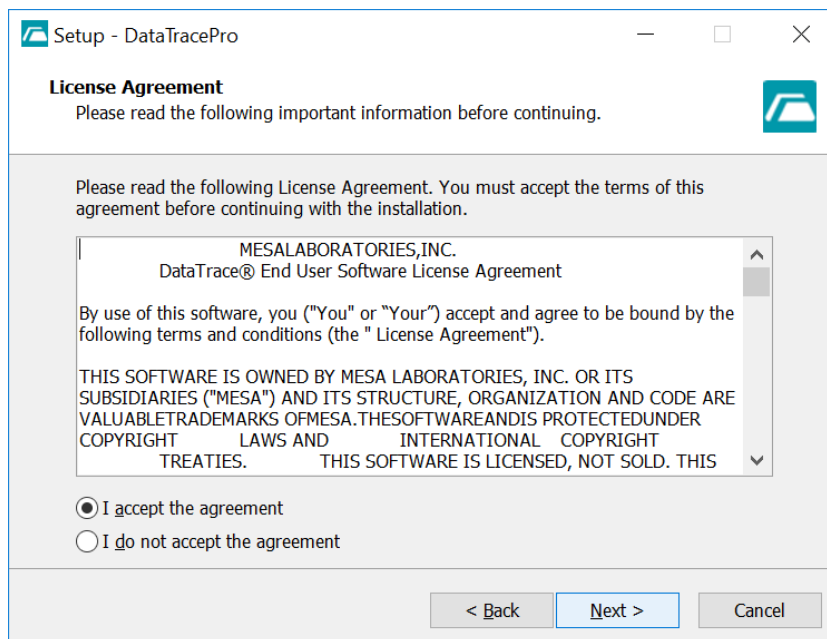 Setup - DataTracePro
License Agreement
Please read the following important information before continuing.
Please read the following License Agreement. You must accept the terms of this
agreement before continuing with the installation.
MESALABORATORIES,INC.
DataTrace® End User Software License Agreement
By use of this software, you ("You" or “Your”) accept and agree to be bound by the
following terms and conditions (the " License Agreement").
THIS SOFTWARE IS OWNED BY MESA LABORATORIES, INC. OR ITS
SUBSIDIARIES ("MESA") AND ITS STRUCTURE, ORGANIZATION AND CODE ARE
VALUABLETRADEMARKS OFMESA.THESOFTWAREANDIS PROTECTEDUNDER
COPYRIGHT LAWS AND INTERNATIONAL COPYRIGHT
TREATIES. THIS SOFTWARE IS LICENSED, NOT SOLD. THIS
I accept the agreement
I do not accept the agreement
< Back Next > Cancel